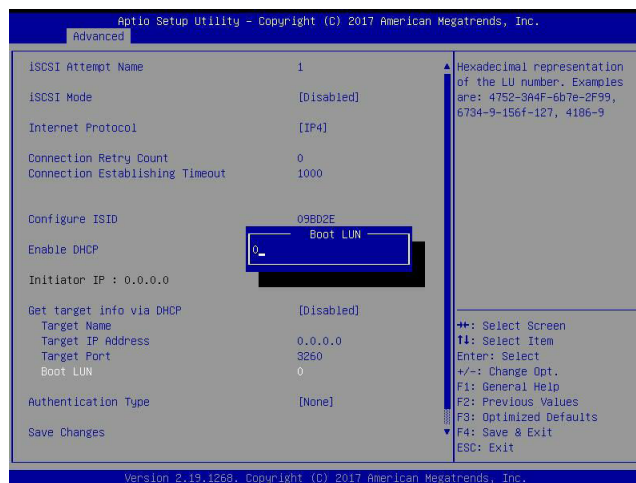 Aptio Setup Utility – Copyright (C) 2017 American Megatrends, Inc.
Advanced
iSCSI Attempt Name 1
iSCSI Mode [Disabled]
Internet Protocol [IP4]
Connection Retry Count 0
Connection Establishing Timeout 1000
Configure ISID 09BD2E
Boot LUN
0_
Enable DHCP
Initiator IP : 0.0.0.0
Get target info via DHCP [Disabled]
Target Name
Target IP Address 0.0.0.0
Target Port 3260
Boot LUN 0
Authentication Type [None]
Save Changes
Hexadecimal representation
of the LU number. Examples
are: 4752-3A4F-6b7e-2F99,
6734-9-156f-127, 4186-9
→←: Select Screen
↑↓: Select Item
Enter: Select
+/-: Change Opt.
F1: General Help
F2: Previous Values
F3: Optimized Defaults
F4: Save & Exit
ESC: Exit
Version 2.19.1268. Copyright (C) 2017 American Megatrends, Inc.